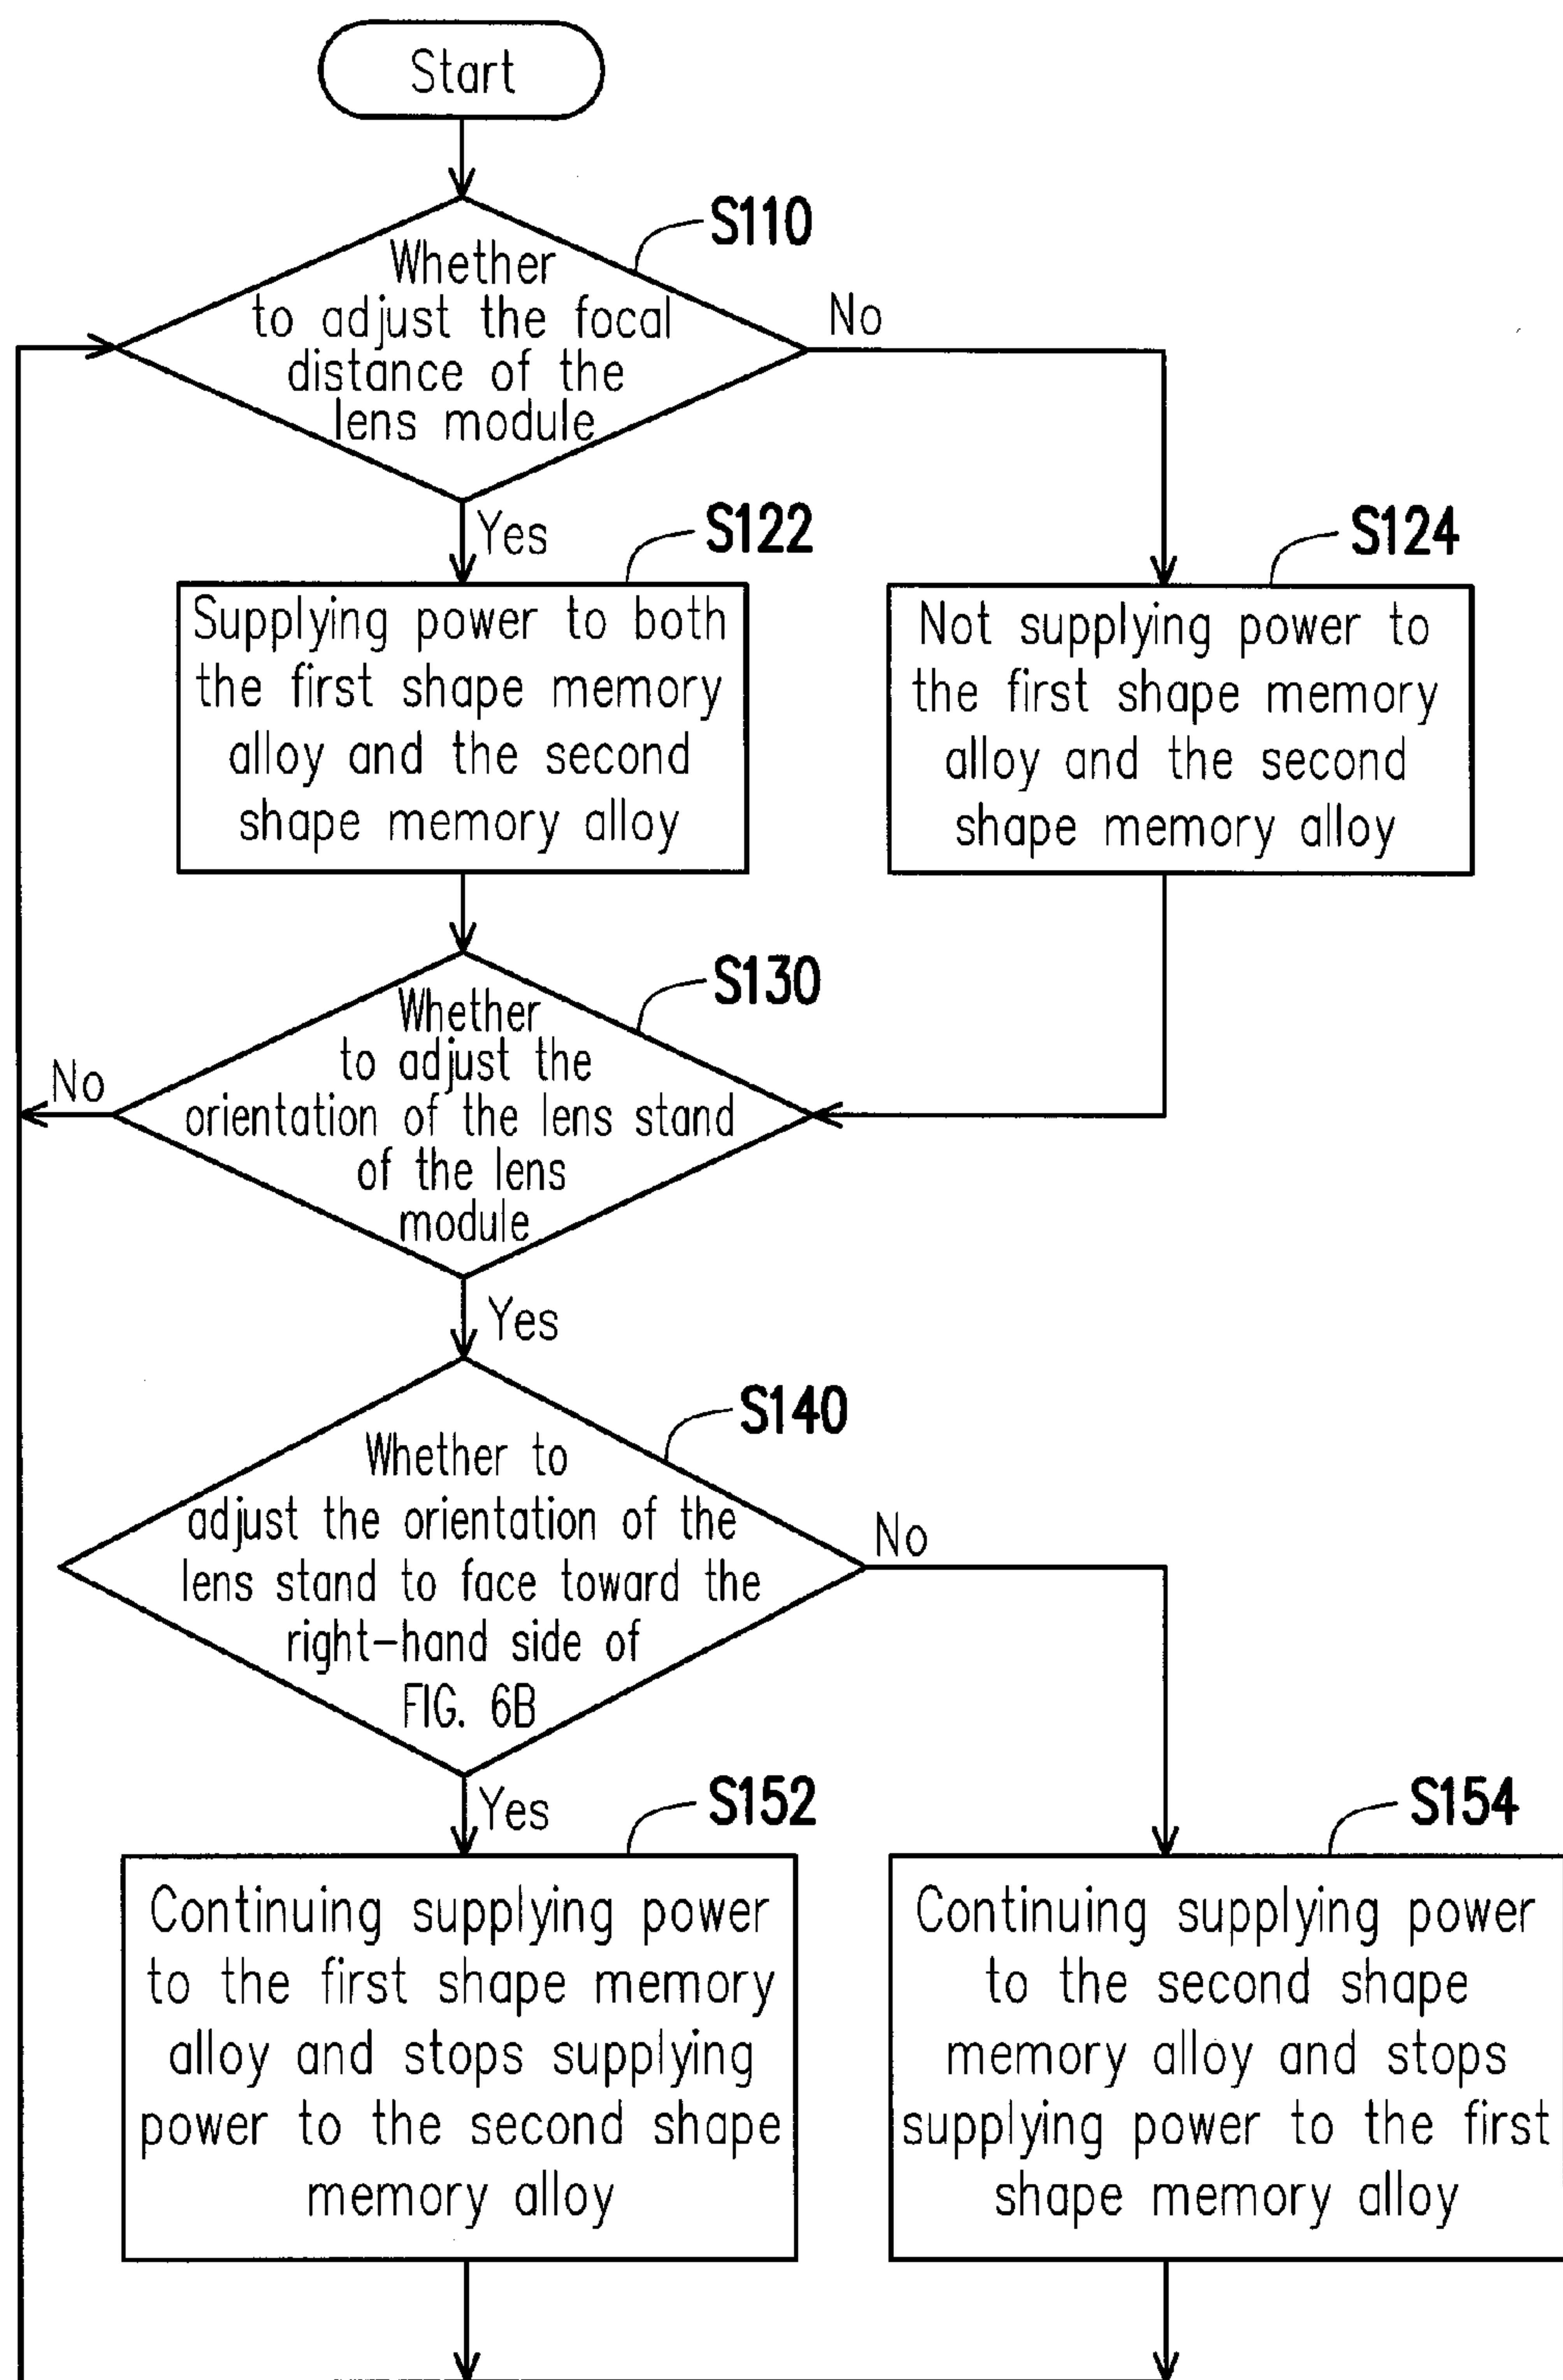 Start
S110
Whether
to adjust the focal
distance of the
lens module
No
Yes
S122
Supplying power to both
the first shape memory
alloy and the second
shape memory alloy
S124
Not supplying power to
the first shape memory
alloy and the second
shape memory alloy
S130
Whether
to adjust the
orientation of the lens stand
of the lens
module
No
Yes
S140
Whether to
adjust the orientation of the
lens stand to face toward the
right-hand side of
FIG. 6B
No
Yes
S152
Continuing supplying power
to the first shape memory
alloy and stops supplying
power to the second shape
memory alloy
S154
Continuing supplying power
to the second shape
memory alloy and stops
supplying power to the first
shape memory alloy